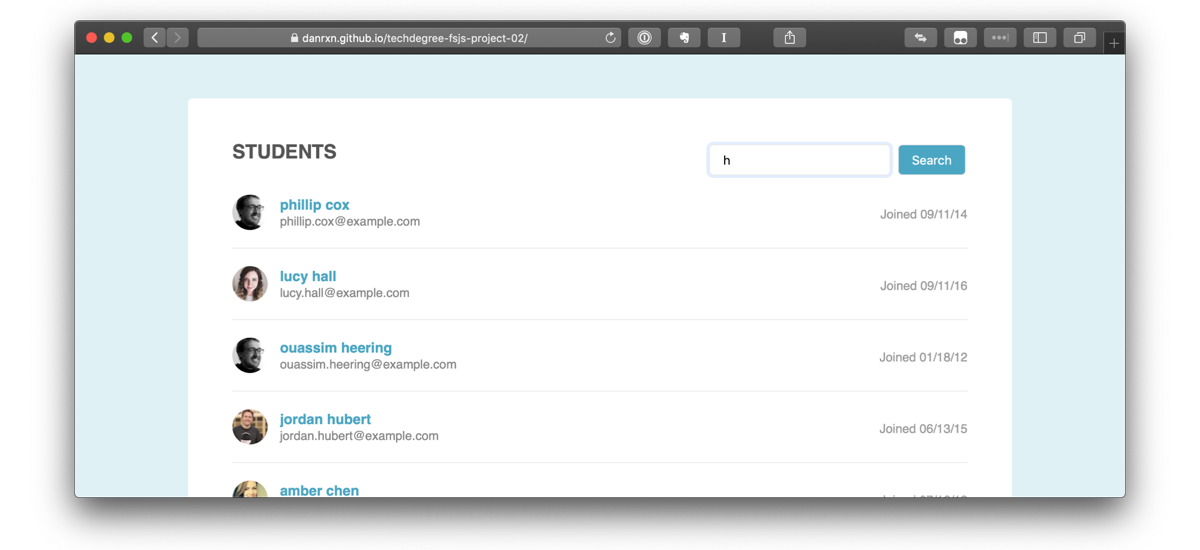 danrxn.github.io/techdegree-fsjs-project-02/
STUDENTS
h
Search
phillip cox
phillip.cox@example.com
Joined 09/11/14
lucy hall
lucy.hall@example.com
Joined 09/11/16
ouassim heering
ouassim.heering@example.com
Joined 01/18/12
jordan hubert
jordan.hubert@example.com
Joined 06/13/15
amber chen